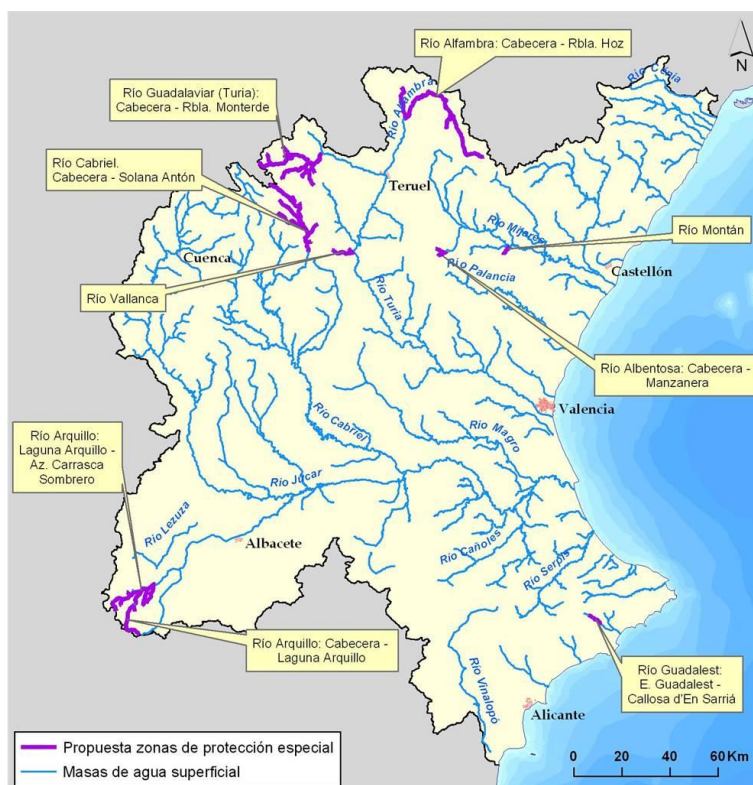 Río Alfambra: Cabecera - Rbla. Hoz
N
Río Cenia
Río Guadalaviar (Turia):
Cabecera - Rbla. Monterde
Río Alfambra
Río Cabriel.
Cabecera - Solana Antón
Teruel
Río Mijares
Río Montán
Cuenca
Río Palancia
Castellón
Río Vallanca
Río Turia
Río Albentosa: Cabecera -
Manzanera
Valencia
Río Cabriel
Río Magro
Río Arquillo:
Laguna Arquillo -
Az. Carrasca
Sombrero
Río Júcar
Río Lezuza
Albacete
Río Cañoles
Río Serpis
Río Arquillo: Cabecera -
Laguna Arquillo
Río Vinalopò
Río Guadalest:
E. Guadalest -
Callosa d'En Sarriá
Alicante
Propuesta zonas de protección especial
Masas de agua superficial
0 20 40 60 Km